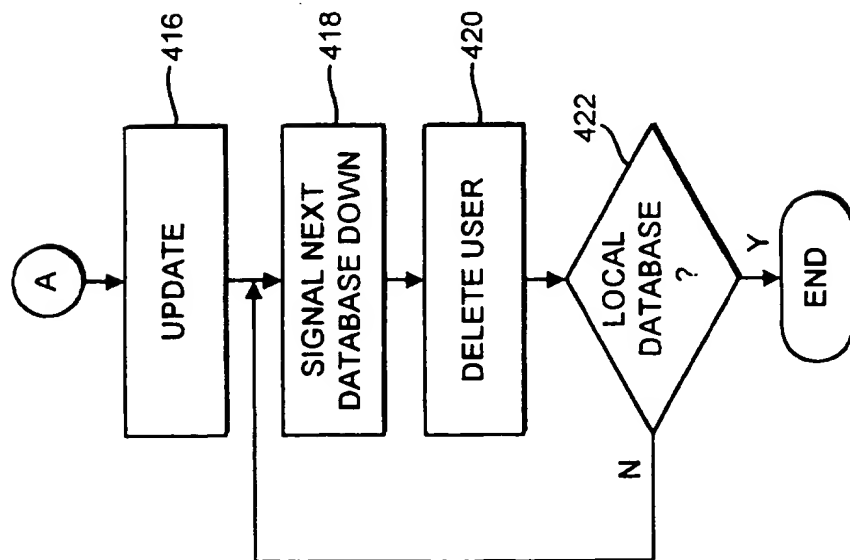 A
UPDATE
416
SIGNAL NEXT
DATABASE DOWN
418
DELETE USER
420
LOCAL
DATABASE
?
422
N
Y
END